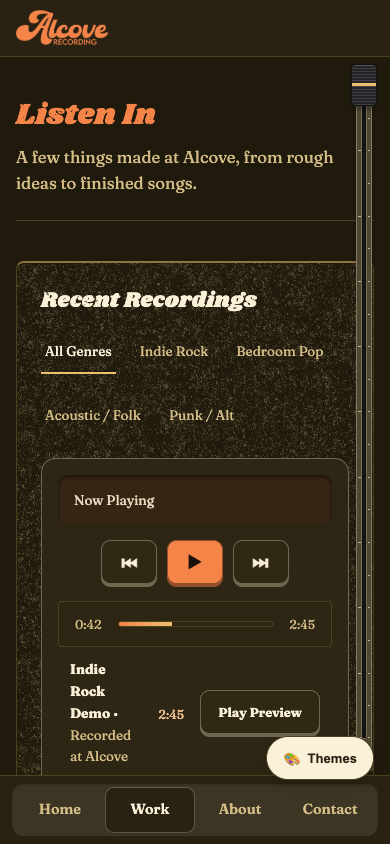 Alcove
RECORDING
Listen In
A few things made at Alcove, from rough
ideas to finished songs.
Recent Recordings
All Genres Indie Rock Bedroom Pop
Acoustic / Folk Punk / Alt
Now Playing
0:42 2:45
Indie
Rock
Demo •
Recorded
at Alcove
2:45
Play Preview
Themes
Home Work About Contact